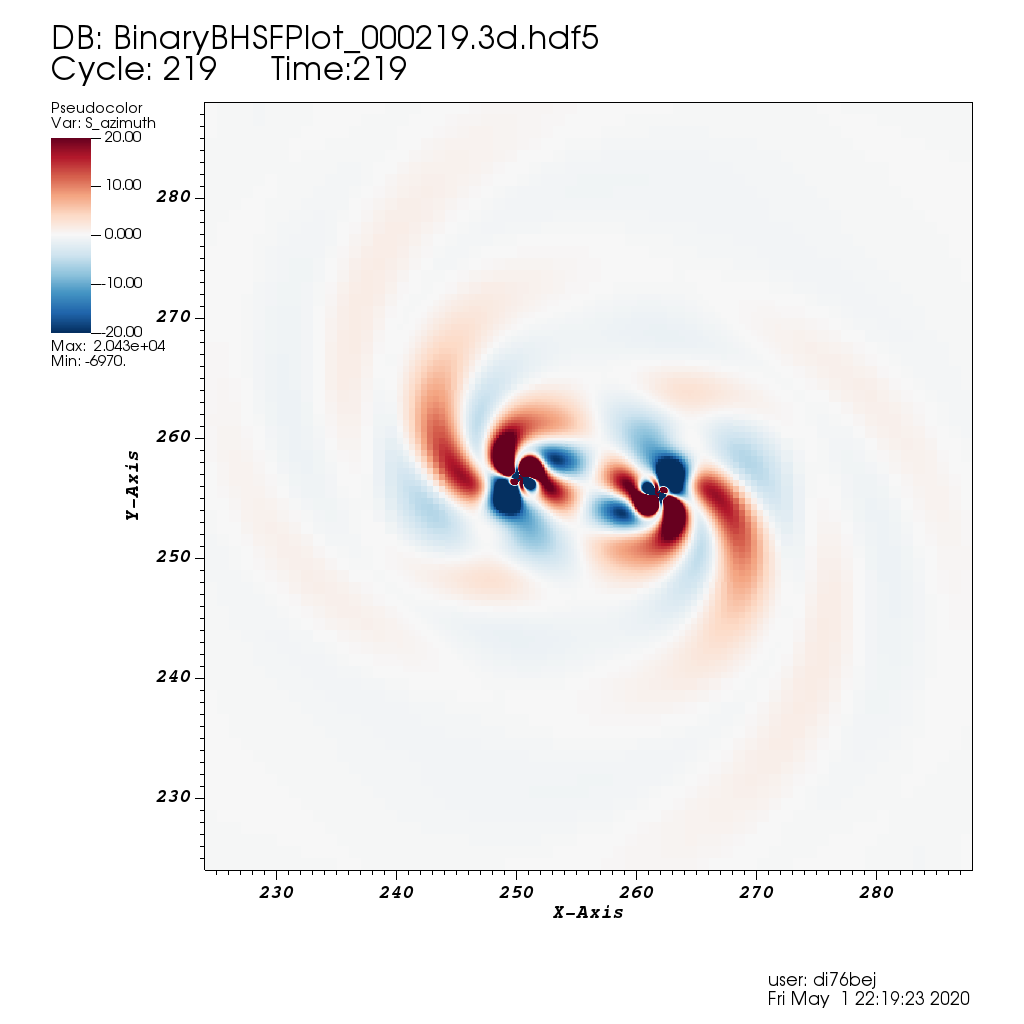 DB: BinaryBHSFPlot_000219.3d.hdf5
Cycle: 219 Time:219
Pseudocolor
Var: S_azimuth
20.00
10.00
0.000
-10.00
-20.00
Max: 2.043e+04
Min: -6970.
280
270
260
250
240
230
Y-Axis
230 240 250 260 270 280
X-Axis
user: di76bej
Fri May 1 22:19:23 2020